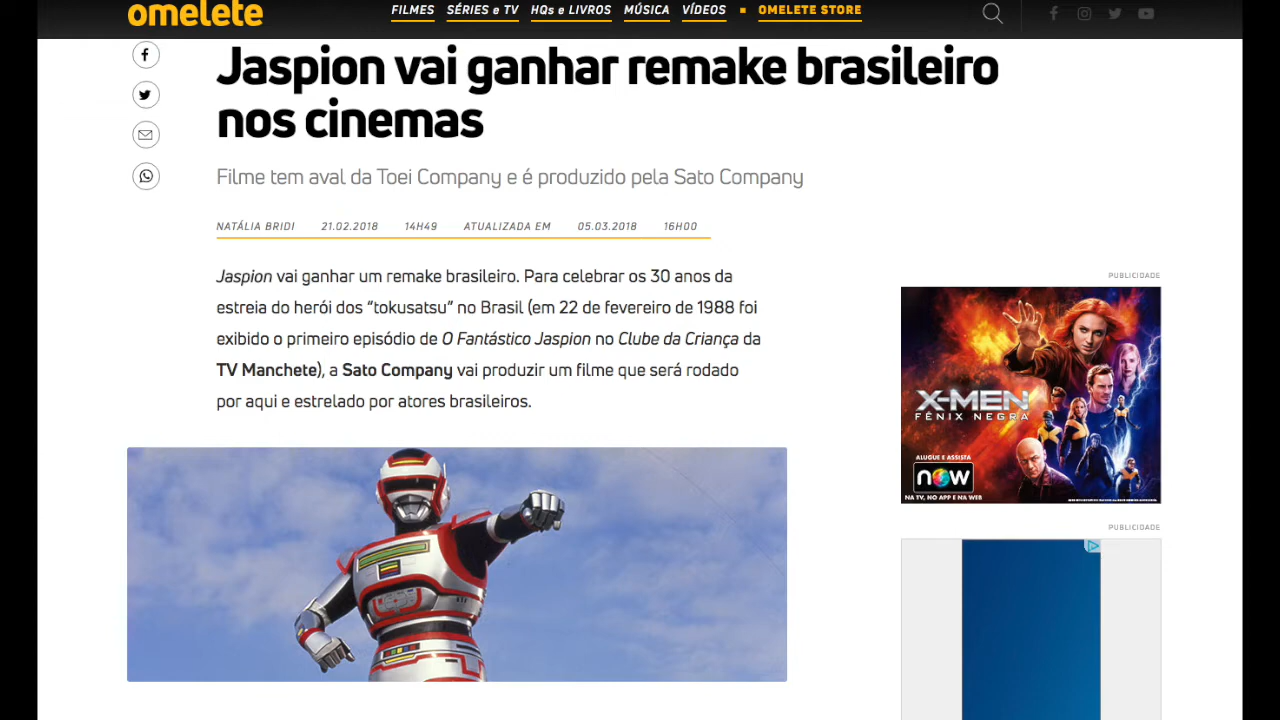 omelete
FILMES SÉRIES e TV HQs e LIVROS MÚSICA VÍDEOS OMELETE STORE
Jaspion vai ganhar remake brasileiro
nos cinemas
Filme tem aval da Toei Company e é produzido pela Sato Company
NATÁLIA BRIDI 21.02.2018 14H49 ATUALIZADA EM 05.03.2018 16H00
Jaspion vai ganhar um remake brasileiro. Para celebrar os 30 anos da
estreia do herói dos “tokusatsu” no Brasil (em 22 de fevereiro de 1988 foi
exibido o primeiro episódio de O Fantástico Jaspion no Clube da Criança da
TV Manchete), a Sato Company vai produzir um filme que será rodado
por aqui e estrelado por atores brasileiros.
PUBLICIDADE
X-MEN
FÊNIX NEGRA
ALUGUE E ASSISTA
NOW
NA TV, NO APP E NA WEB
PUBLICIDADE